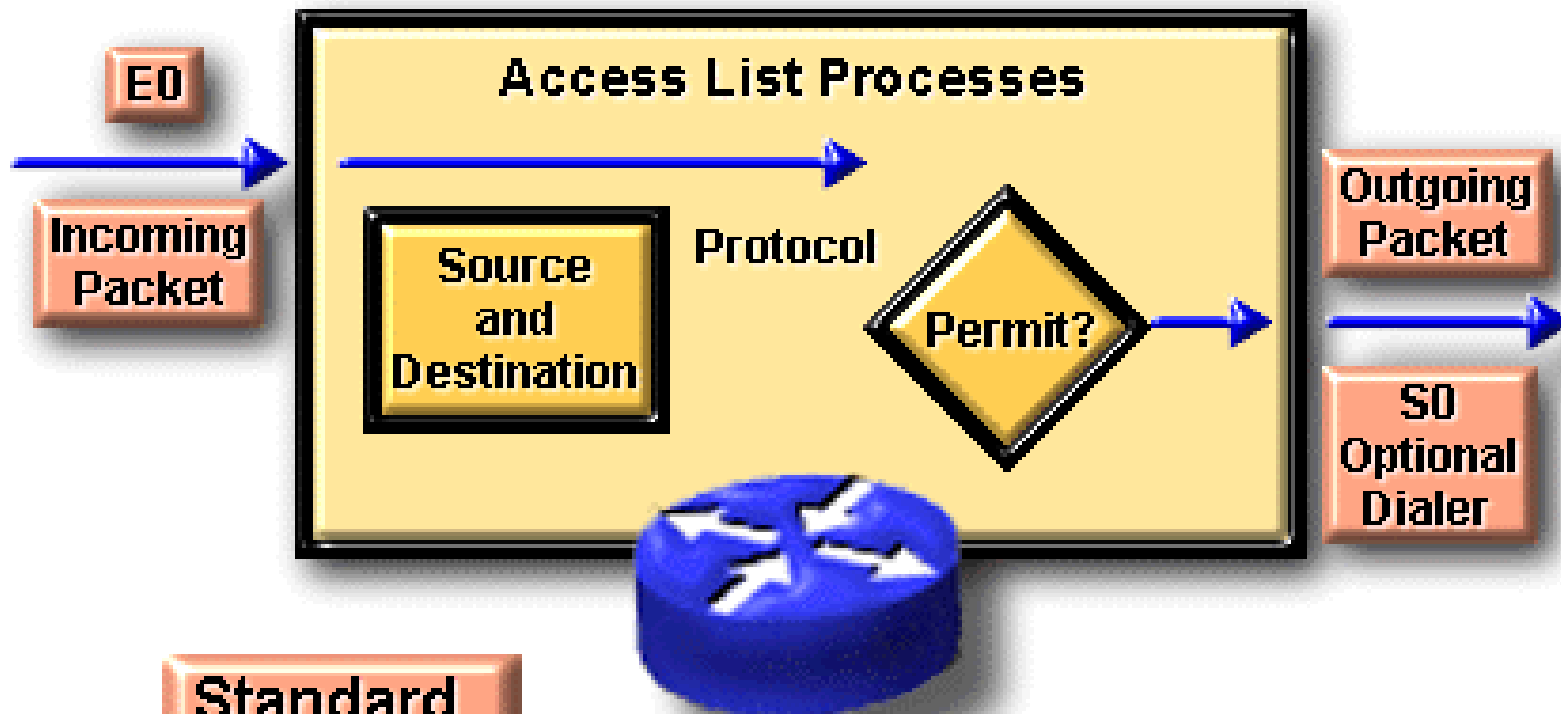 Access List Processes
E0
Incoming
Packet
Source
and
Destination
Protocol
Permit?
Outgoing
Packet
S0
Optional
Dialer
Standard